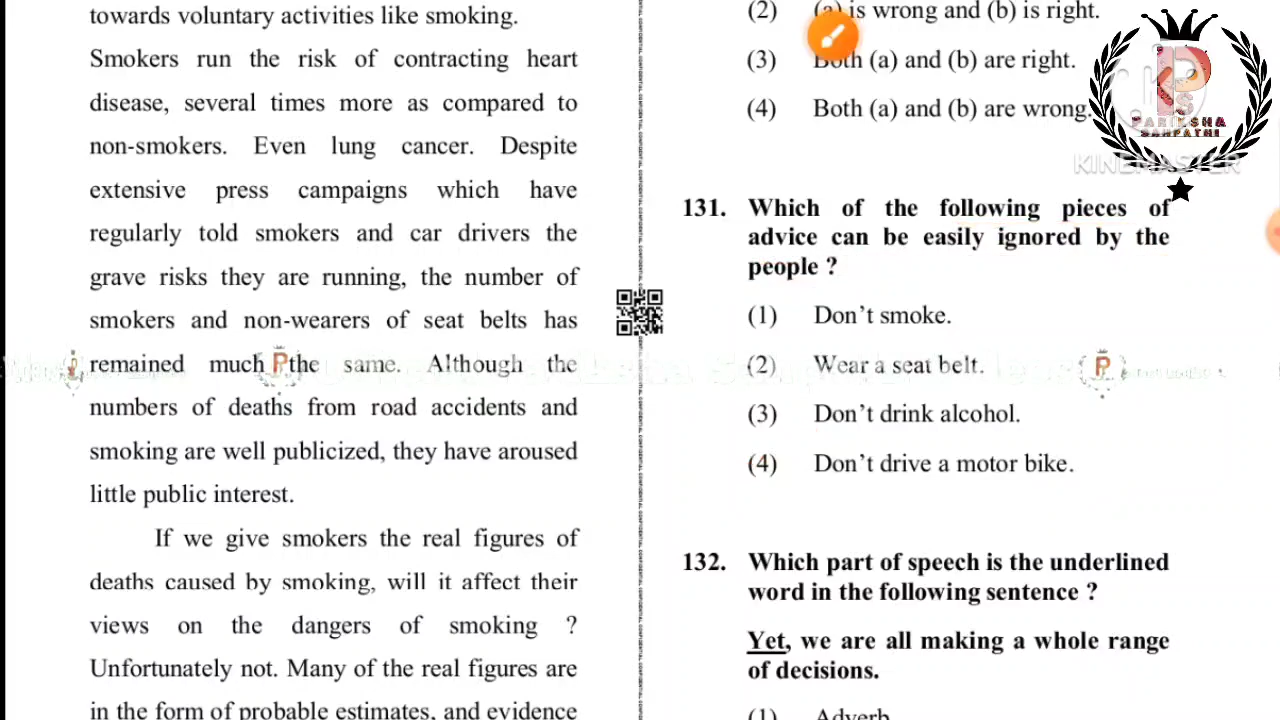 towards voluntary activities like smoking.
Smokers run the risk of contracting heart
disease, several times more as compared to
non-smokers. Even lung cancer. Despite
extensive press campaigns which have
regularly told smokers and car drivers the
grave risks they are running, the number of
smokers and non-wearers of seat belts has
remained much the same. Although the
numbers of deaths from road accidents and
smoking are well publicized, they have aroused
little public interest.
If we give smokers the real figures of
deaths caused by smoking, will it affect their
views on the dangers of smoking ?
Unfortunately not. Many of the real figures are
in the form of probable estimates, and evidence
(2) (a) is wrong and (b) is right.
(3) Both (a) and (b) are right.
(4) Both (a) and (b) are wrong.
131. Which of the following pieces of
advice can be easily ignored by the
people ?
(1) Don't smoke.
(2) Wear a seat belt.
(3) Don't drink alcohol.
(4) Don't drive a motor bike.
132. Which part of speech is the underlined
word in the following sentence ?
Yet, we are all making a whole range
of decisions.
(1) Adverb
PARIKSHA
SANPATHI
KINEMASTER